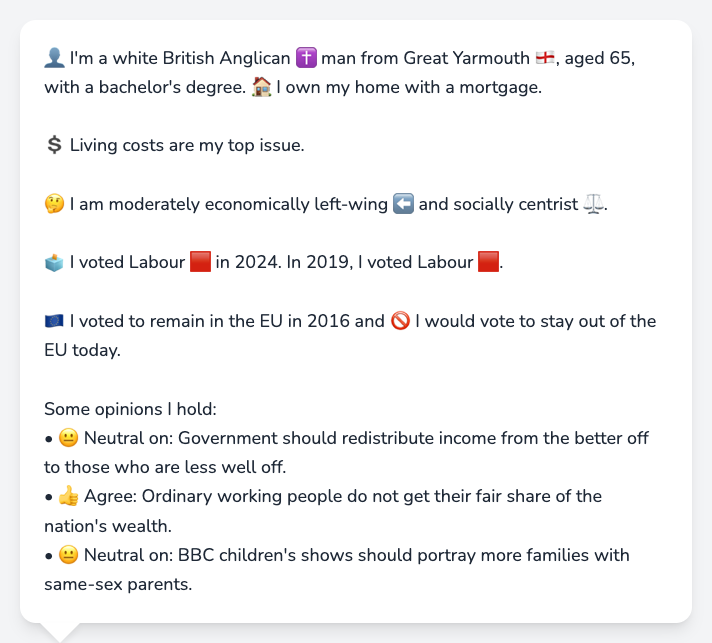 👤 I'm a white British Anglican ✝️ man from Great Yarmouth 🏴󠁧󠁢󠁥󠁮󠁧󠁿, aged 65,
with a bachelor's degree. 🏠 I own my home with a mortgage.
💲 Living costs are my top issue.
🤔 I am moderately economically left-wing ⬅️ and socially centrist ⚖️.
🗳️ I voted Labour 🟥 in 2024. In 2019, I voted Labour 🟥.
🇪🇺 I voted to remain in the EU in 2016 and 🚫 I would vote to stay out of the
EU today.
Some opinions I hold:
• 😐 Neutral on: Government should redistribute income from the better off
to those who are less well off.
• 👍 Agree: Ordinary working people do not get their fair share of the
nation's wealth.
• 😐 Neutral on: BBC children's shows should portray more families with
same-sex parents.